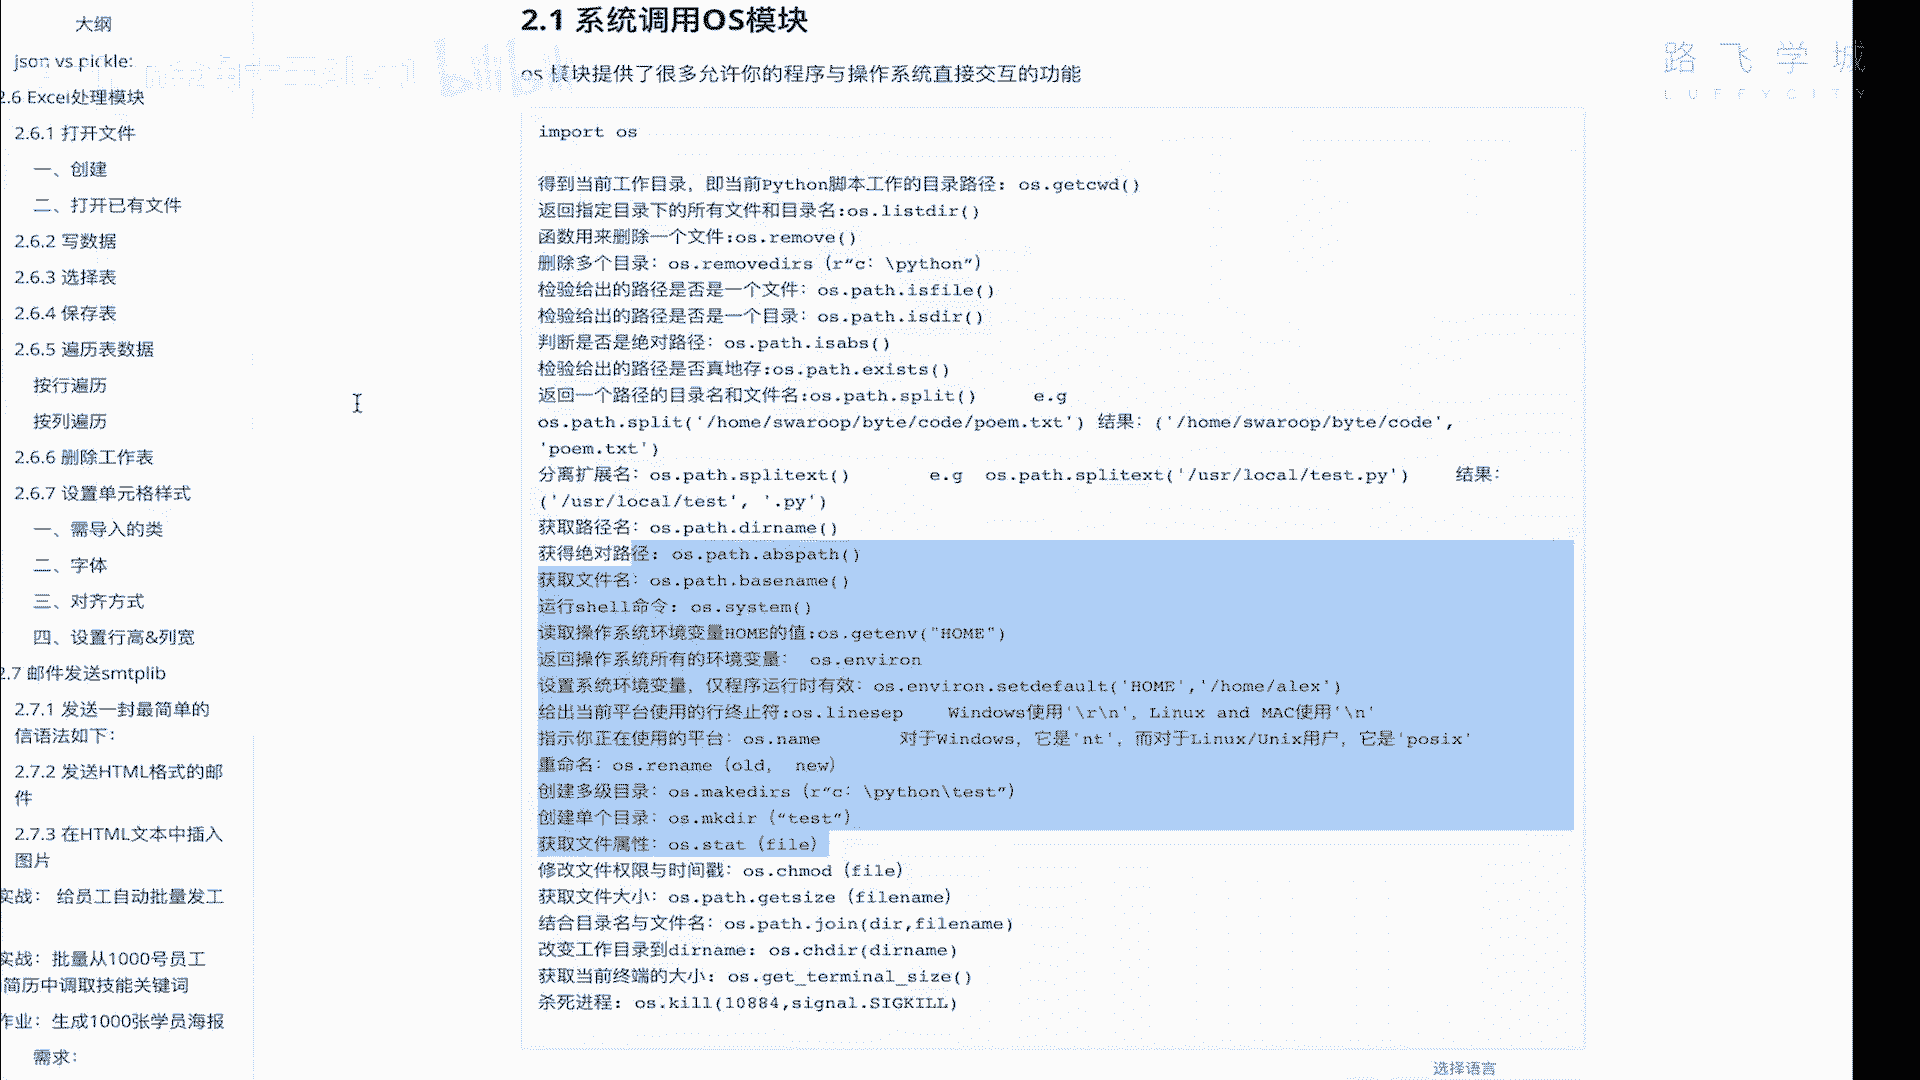 大纲
json vs pickle:
2.6 Excel处理模块
2.6.1 打开文件
一、创建
二、打开已有文件
2.6.2 写数据
2.6.3 选择表
2.6.4 保存表
2.6.5 遍历表数据
按行遍历
按列遍历
2.6.6 删除工作表
2.6.7 设置单元格样式
一、需导入的类
二、字体
三、对齐方式
四、设置行高&列宽
2.7 邮件发送smtplib
2.7.1 发送一封最简单的
信语法如下:
2.7.2 发送HTML格式的邮
件
2.7.3 在HTML文本中插入
图片
实战： 给员工自动批量发工
实战：批量从1000号员工
简历中调取技能关键词
作业：生成1000张学员海报
需求:
2.1 系统调用OS模块
os 模块提供了很多允许你的程序与操作系统直接交互的功能
import os
得到当前工作目录，即当前Python脚本工作的目录路径: os.getcwd()
返回指定目录下的所有文件和目录名:os.listdir()
函数用来删除一个文件:os.remove()
删除多个目录：os.removedirs（r“c：\python”）
检验给出的路径是否是一个文件：os.path.isfile()
检验给出的路径是否是一个目录：os.path.isdir()
判断是否是绝对路径：os.path.isabs()
检验给出的路径是否真地存:os.path.exists()
返回一个路径的目录名和文件名:os.path.split()     e.g
os.path.split('/home/swaroop/byte/code/poem.txt') 结果：('/home/swaroop/byte/code',
'poem.txt')
分离扩展名：os.path.splitext()       e.g  os.path.splitext('/usr/local/test.py')    结果：
('/usr/local/test', '.py')
获取路径名：os.path.dirname()
获得绝对路径: os.path.abspath()
获取文件名：os.path.basename()
运行shell命令: os.system()
读取操作系统环境变量HOME的值:os.getenv("HOME")
返回操作系统所有的环境变量： os.environ
设置系统环境变量，仅程序运行时有效：os.environ.setdefault('HOME','/home/alex')
给出当前平台使用的行终止符:os.linesep    Windows使用'\r\n'，Linux and MAC使用'\n'
指示你正在使用的平台：os.name       对于Windows，它是'nt'，而对于Linux/Unix用户，它是'posix'
重命名：os.rename（old， new）
创建多级目录：os.makedirs（r“c：\python\test”）
创建单个目录：os.mkdir（“test”）
获取文件属性：os.stat（file）
修改文件权限与时间戳：os.chmod（file）
获取文件大小：os.path.getsize（filename）
结合目录名与文件名：os.path.join(dir,filename)
改变工作目录到dirname: os.chdir(dirname)
获取当前终端的大小: os.get_terminal_size()
杀死进程: os.kill(10884,signal.SIGKILL)
选择语言
路飞学城
LUFFYCITY